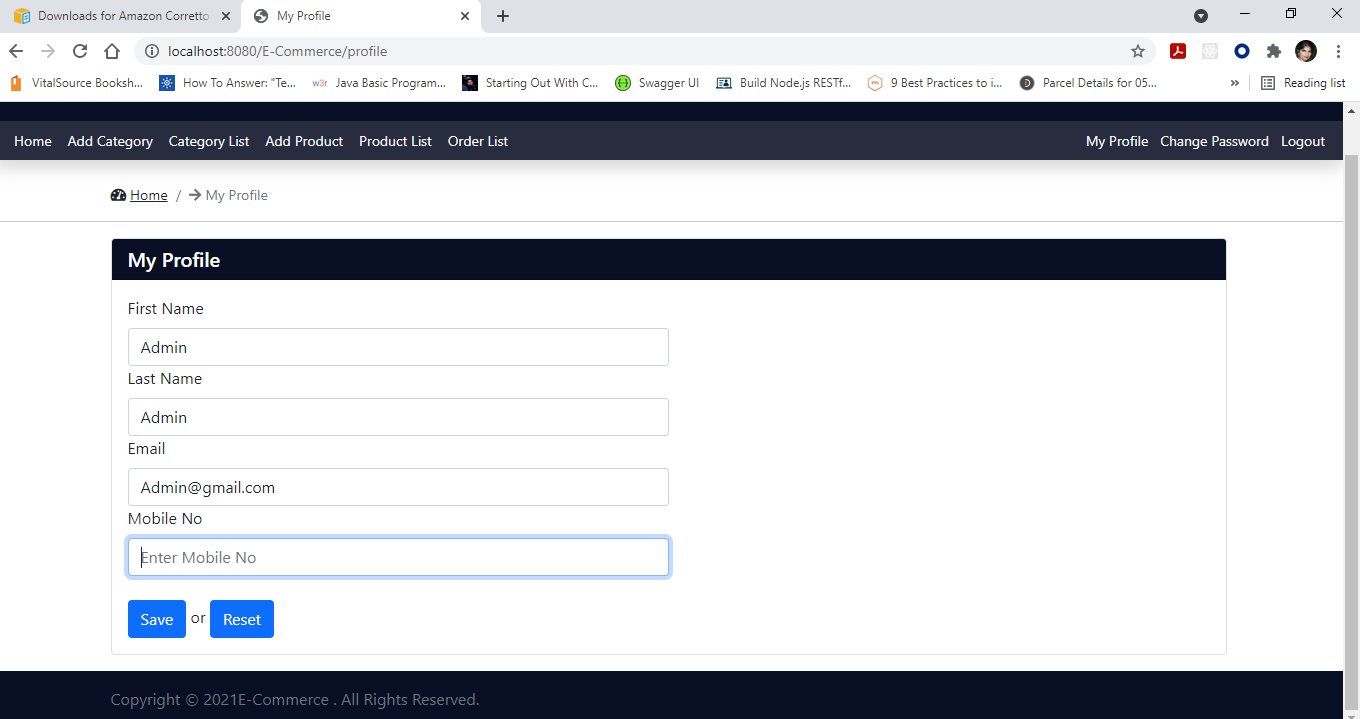 Downloads for Amazon Corretto
My Profile
localhost:8080/E-Commerce/profile
VitalSource Booksh... How To Answer: "Te... w3r Java Basic Program... Starting Out With C... Swagger UI Build Node.js RESTf... 9 Best Practices to i... D Parcel Details for 05... » Reading list
Home Add Category Category List Add Product Product List Order List My Profile Change Password Logout
Home / My Profile
My Profile
First Name
Admin
Last Name
Admin
Email
Admin@gmail.com
Mobile No
Enter Mobile No
Save or Reset
Copyright © 2021E-Commerce . All Rights Reserved.